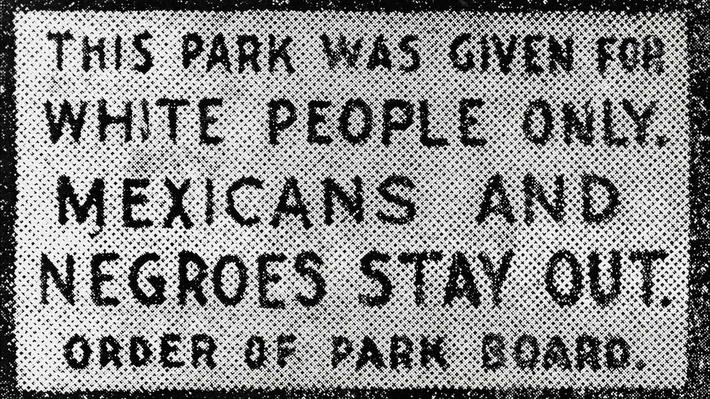 THIS PARK WAS GIVEN FOR
WHITE PEOPLE ONLY.
MEXICANS AND
NEGROES STAY OUT.
ORDER OF PARK BOARD.